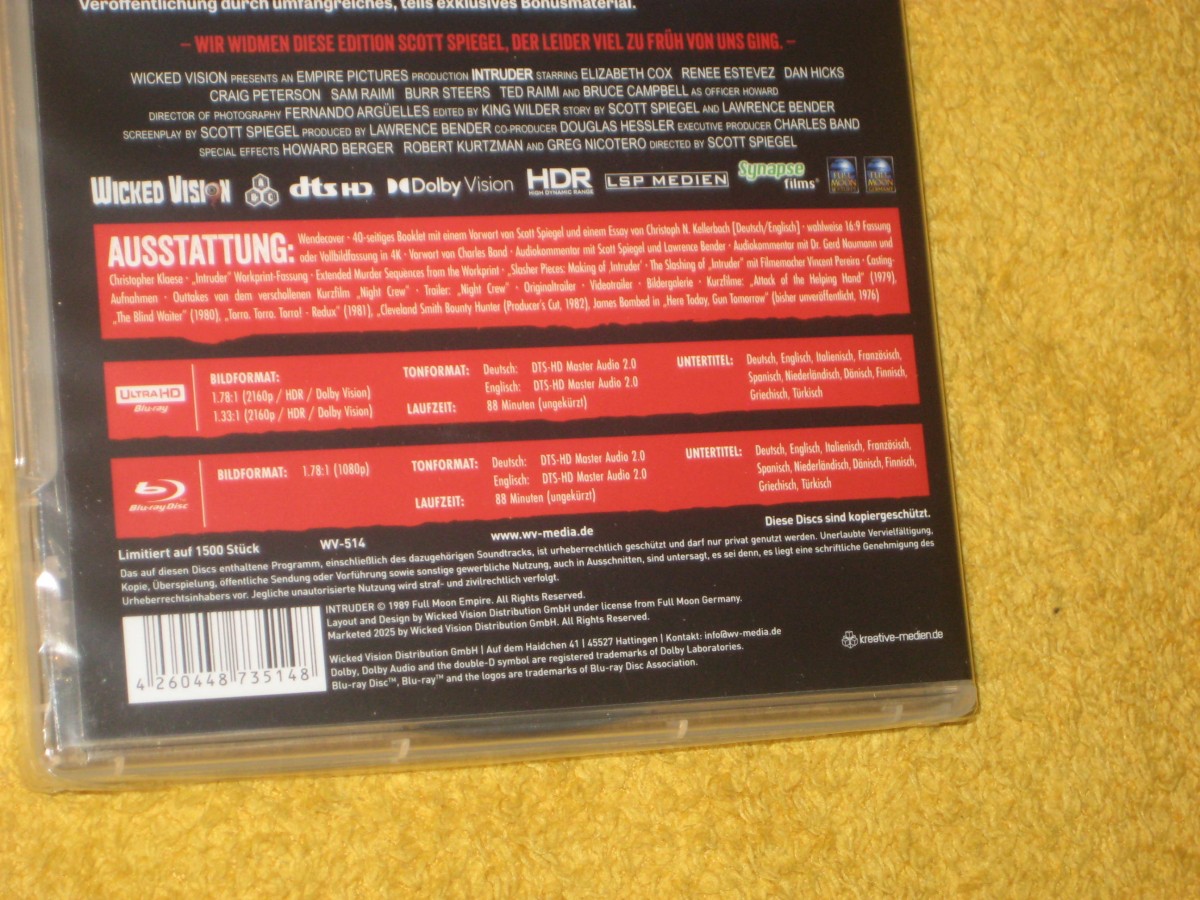 Veröffentlichung durch umfangreiches, teils exklusives Bonusmaterial.
– WIR WIDMEN DIESE EDITION SCOTT SPIEGEL, DER LEIDER VIEL ZU FRÜH VON UNS GING. –
WICKED VISION PRESENTS AN EMPIRE PICTURES PRODUCTION INTRUDER STARRING ELIZABETH COX RENEE ESTEVEZ DAN HICKS
CRAIG PETERSON SAM RAIMI BURR STEERS TED RAIMI AND BRUCE CAMPBELL AS OFFICER HOWARD
DIRECTOR OF PHOTOGRAPHY FERNANDO ARGÜELLES EDITED BY KING WILDER STORY BY SCOTT SPIEGEL AND LAWRENCE BENDER
SCREENPLAY BY SCOTT SPIEGEL PRODUCED BY LAWRENCE BENDER CO-PRODUCER DOUGLAS HESSLER EXECUTIVE PRODUCER CHARLES BAND
SPECIAL EFFECTS HOWARD BERGER ROBERT KURTZMAN AND GREG NICOTERO DIRECTED BY SCOTT SPIEGEL
WICKED VISION dts HD Dolby Vision HDR HIGH DYNAMIC RANGE LSP MEDIEN Synapse films® FULL MOON FULL MOON
AUSSTATTUNG: Wendecover · 40-seitiges Booklet mit einem Vorwort von Scott Spiegel und einem Essay von Christoph N. Kellerbach [Deutsch/Englisch] · wahlweise 16:9 Fassung
oder Vollbildfassung in 4K · Vorwort von Charles Band · Audiokommentar mit Scott Spiegel und Lawrence Bender · Audiokommentar mit Dr. Gerd Naumann und
Christopher Klaese · „Intruder" Workprint-Fassung · Extended Murder Sequences from the Workprint · „Slasher Pieces: Making of ‚Intruder' · The Slashing of „Intruder" mit Filmemacher Vincent Pereira · Casting-
Aufnahmen · Outtakes von dem verschollenen Kurzfilm „Night Crew" · Trailer: „Night Crew" · Originaltrailer · Videotrailer · Bildergalerie · Kurzfilme: „Attack of the Helping Hand" (1979),
„The Blind Waiter" (1980), „Torro. Torro. Torro! - Redux" (1981), „Cleveland Smith Bounty Hunter (Producer's Cut, 1982), James Bombed in „Here Today, Gun Tomorrow" (bisher unveröffentlicht, 1976)
ULTRA HD Blu-ray
BILDFORMAT:
1.78:1 (2160p / HDR / Dolby Vision)
1.33:1 (2160p / HDR / Dolby Vision)
TONFORMAT: Deutsch: DTS-HD Master Audio 2.0
Englisch: DTS-HD Master Audio 2.0
LAUFZEIT: 88 Minuten (ungekürzt)
UNTERTITEL: Deutsch, Englisch, Italienisch, Französisch,
Spanisch, Niederländisch, Dänisch, Finnisch,
Griechisch, Türkisch
Blu-ray Disc
BILDFORMAT: 1.78:1 (1080p)
TONFORMAT: Deutsch: DTS-HD Master Audio 2.0
Englisch: DTS-HD Master Audio 2.0
LAUFZEIT: 88 Minuten (ungekürzt)
UNTERTITEL: Deutsch, Englisch, Italienisch, Französisch,
Spanisch, Niederländisch, Dänisch, Finnisch,
Griechisch, Türkisch
Limitiert auf 1500 Stück WV-514 www.wv-media.de Diese Discs sind kopiergeschützt.
Das auf diesen Discs enthaltene Programm, einschließlich des dazugehörigen Soundtracks, ist urheberrechtlich geschützt und darf nur privat genutzt werden. Unerlaubte Vervielfältigung,
Kopie, Überspielung, öffentliche Sendung oder Vorführung sowie sonstige gewerbliche Nutzung, auch in Ausschnitten, sind untersagt, es sei denn, es liegt eine schriftliche Genehmigung des
Urheberrechtsinhabers vor. Jegliche unautorisierte Nutzung wird straf- und zivilrechtlich verfolgt.
INTRUDER © 1989 Full Moon Empire. All Rights Reserved.
Layout and Design by Wicked Vision Distribution GmbH under license from Full Moon Germany.
Marketed 2025 by Wicked Vision Distribution GmbH. All Rights Reserved.
Wicked Vision Distribution GmbH | Auf dem Haidchen 41 | 45527 Hattingen | Kontakt: info@wv-media.de
Dolby, Dolby Audio and the double-D symbol are registered trademarks of Dolby Laboratories.
Blu-ray Disc™, Blu-ray™ and the logos are trademarks of Blu-ray Disc Association.
kreative-medien.de
4 260448 735148